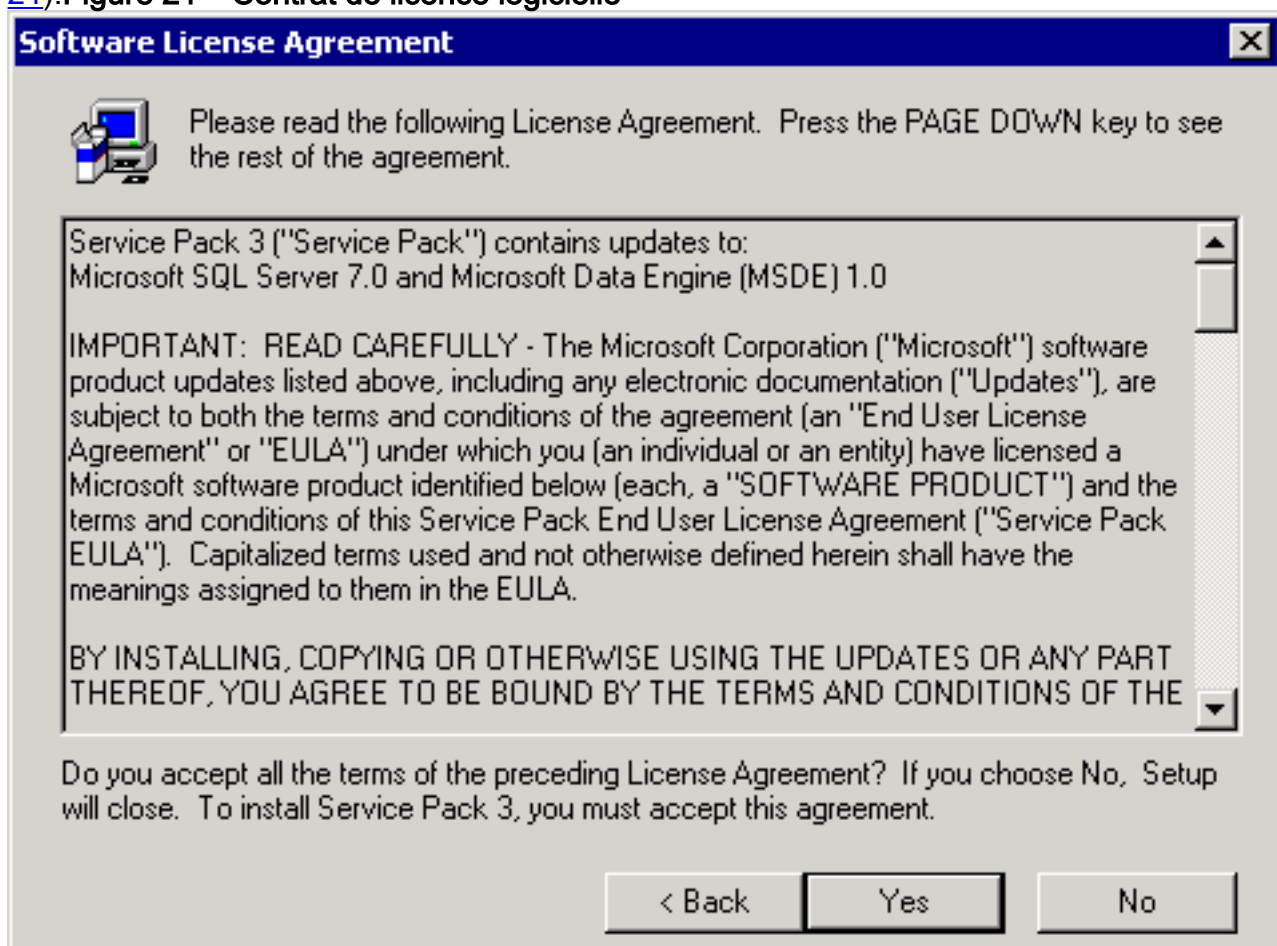 21).Figure 21 – Contrat de licence logicielle
Software License Agreement
Please read the following License Agreement. Press the PAGE DOWN key to see
the rest of the agreement.
Service Pack 3 ("Service Pack") contains updates to:
Microsoft SQL Server 7.0 and Microsoft Data Engine (MSDE) 1.0
IMPORTANT: READ CAREFULLY - The Microsoft Corporation ("Microsoft") software
product updates listed above, including any electronic documentation ("Updates"), are
subject to both the terms and conditions of the agreement (an "End User License
Agreement" or "EULA") under which you (an individual or an entity) have licensed a
Microsoft software product identified below (each, a "SOFTWARE PRODUCT") and the
terms and conditions of this Service Pack End User License Agreement ("Service Pack
EULA"). Capitalized terms used and not otherwise defined herein shall have the
meanings assigned to them in the EULA.
BY INSTALLING, COPYING OR OTHERWISE USING THE UPDATES OR ANY PART
THEREOF, YOU AGREE TO BE BOUND BY THE TERMS AND CONDITIONS OF THE
Do you accept all the terms of the preceding License Agreement? If you choose No, Setup
will close. To install Service Pack 3, you must accept this agreement.
< Back
Yes
No